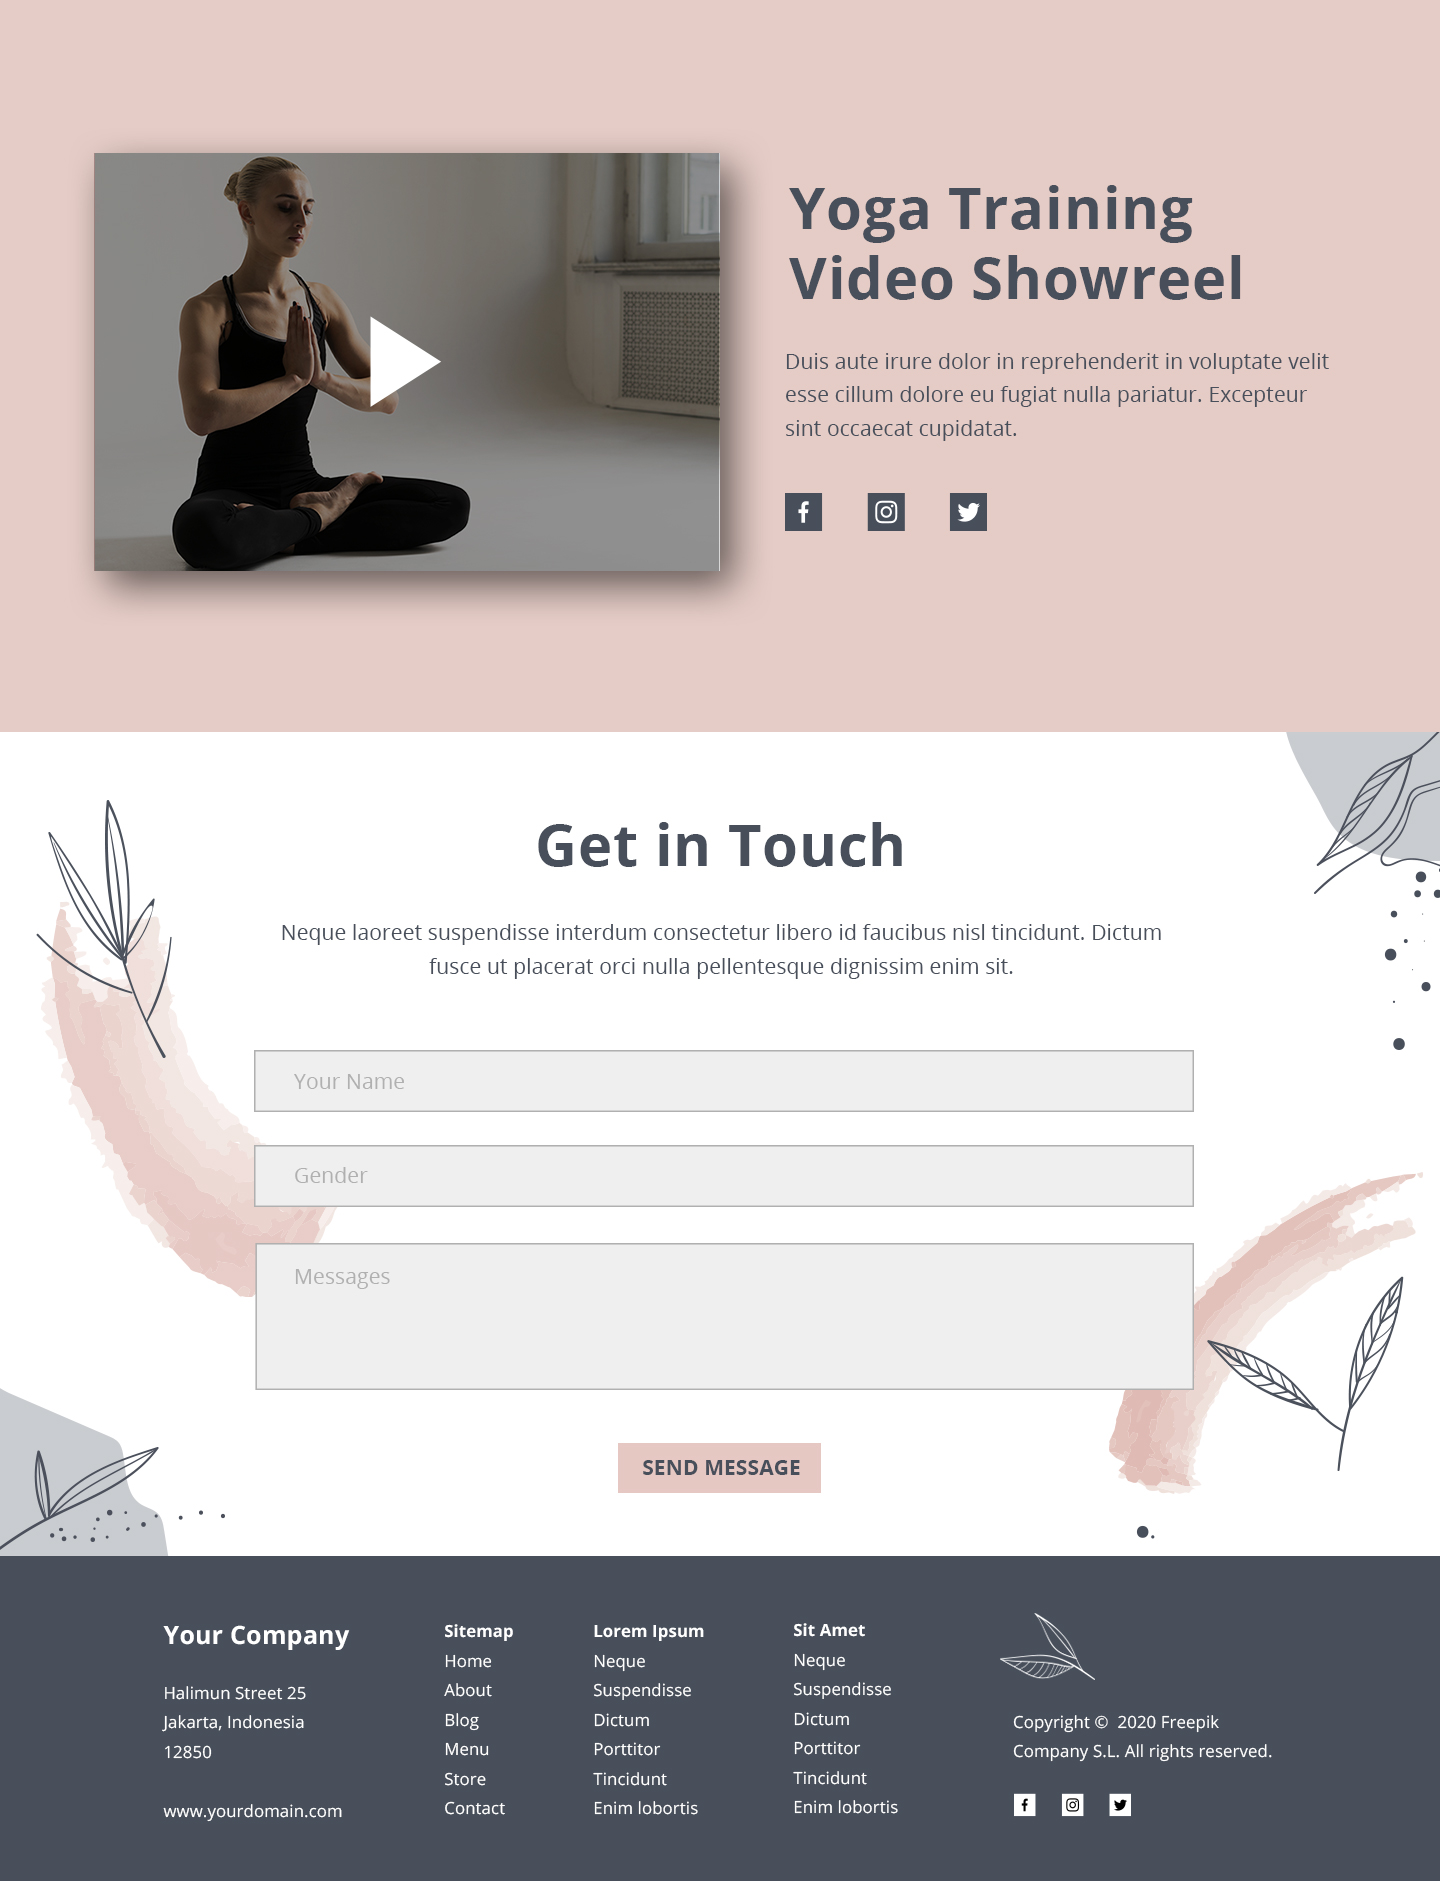 Yoga Training
Video Showreel
Duis aute irure dolor in reprehenderit in voluptate velit
esse cillum dolore eu fugiat nulla pariatur. Excepteur
sint occaecat cupidatat.
Get in Touch
Neque laoreet suspendisse interdum consectetur libero id faucibus nisl tincidunt. Dictum
fusce ut placerat orci nulla pellentesque dignissim enim sit.
Your Name
Gender
Messages
SEND MESSAGE
Your Company
Halimun Street 25
Jakarta, Indonesia
12850
www.yourdomain.com
Sitemap
Home
About
Blog
Menu
Store
Contact
Lorem Ipsum
Neque
Suspendisse
Dictum
Porttitor
Tincidunt
Enim lobortis
Sit Amet
Neque
Suspendisse
Dictum
Porttitor
Tincidunt
Enim lobortis
Copyright © 2020 Freepik
Company S.L. All rights reserved.